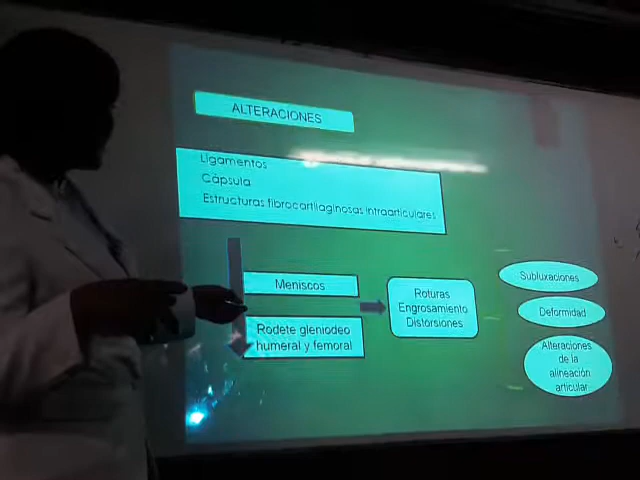 ALTERACIONES
Ligamentos
Cápsula
Estructuras fibrocartilaginosas intraarticulares
Meniscos
Rodete gleniodeo
humeral y femoral
Roturas
Engrosamiento
Distorsiones
Subluxaciones
Deformidad
Alteraciones
de la
alineación
articular